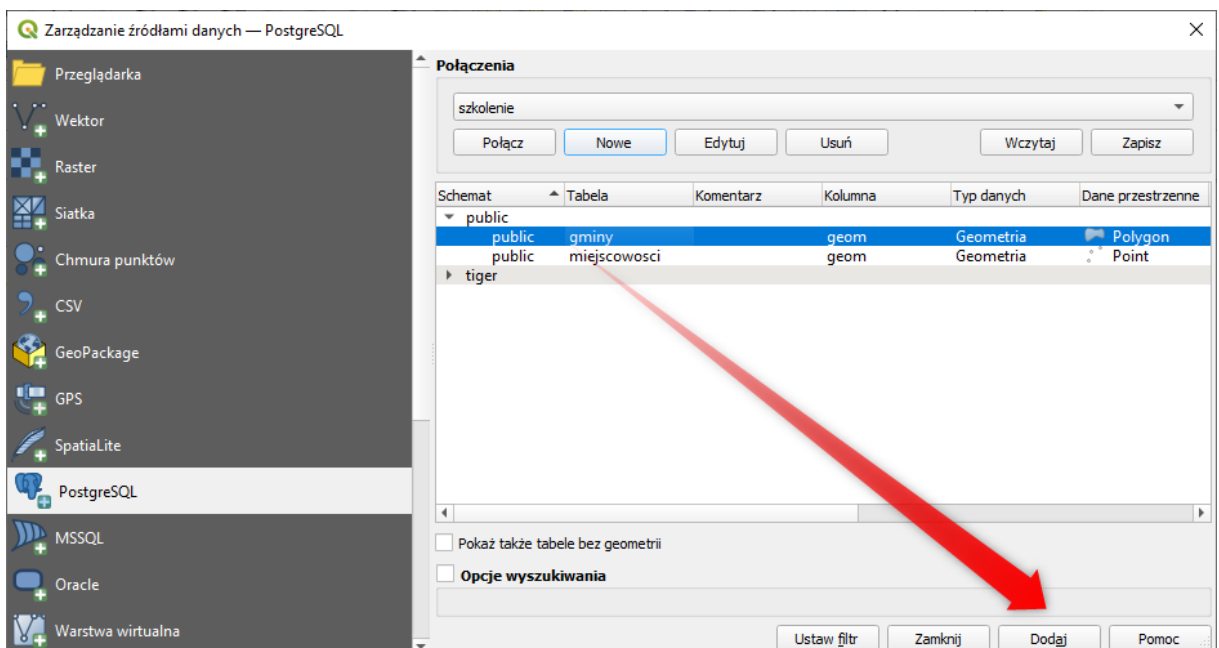 Zarządzanie źródłami danych — PostgreSQL
Przeglądarka
Wektor
Raster
Siatka
Chmura punktów
CSV
GeoPackage
GPS
SpatiaLite
PostgreSQL
MSSQL
Oracle
Warstwa wirtualna
Połączenia
szkolenie
Połącz Nowe Edytuj Usuń Wczytaj Zapisz
Schemat Tabela Komentarz Kolumna Typ danych Dane przestrzenne
public
public gminy geom Geometria Polygon
public miejscowosci geom Geometria Point
tiger
Pokaż także tabele bez geometrii
Opcje wyszukiwania
Ustaw filtr Zamknij Dodaj Pomoc